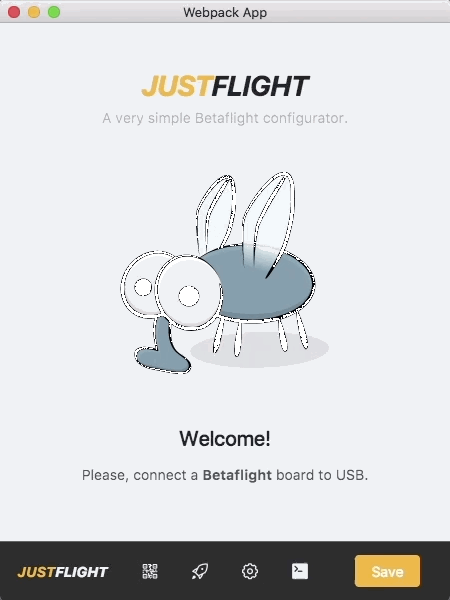 Webpack App
JUSTFLIGHT
A very simple Betaflight configurator.
Welcome!
Please, connect a Betaflight board to USB.
JUSTFLIGHT
Save